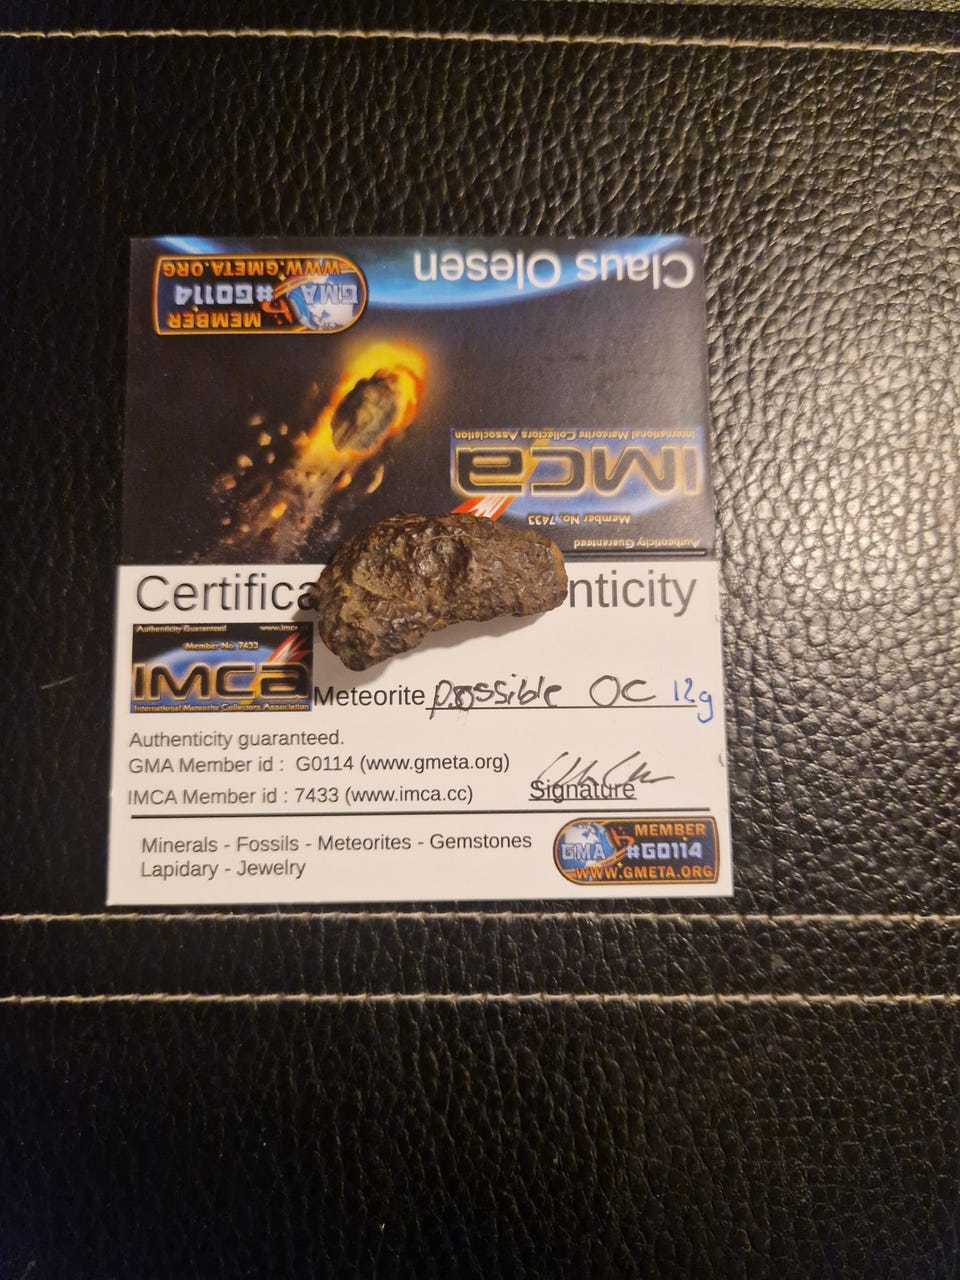 Claus Olesen
MEMBER
GMA #G0114
WWW.GMETA.ORG
IMCA
International Meteorite Collectors Association
Member No. 7433
Authenticity Guaranteed
Certifica nticity
Authenticity Guaranteed
Member No. 7433
IMCA
International Meteorite Collectors Association
Meteorite possible OC 12g
Authenticity guaranteed.
GMA Member id : G0114 (www.gmeta.org)
IMCA Member id : 7433 (www.imca.cc)
Signature
Minerals - Fossils - Meteorites - Gemstones
Lapidary - Jewelry
MEMBER
GMA #G0114
WWW.GMETA.ORG